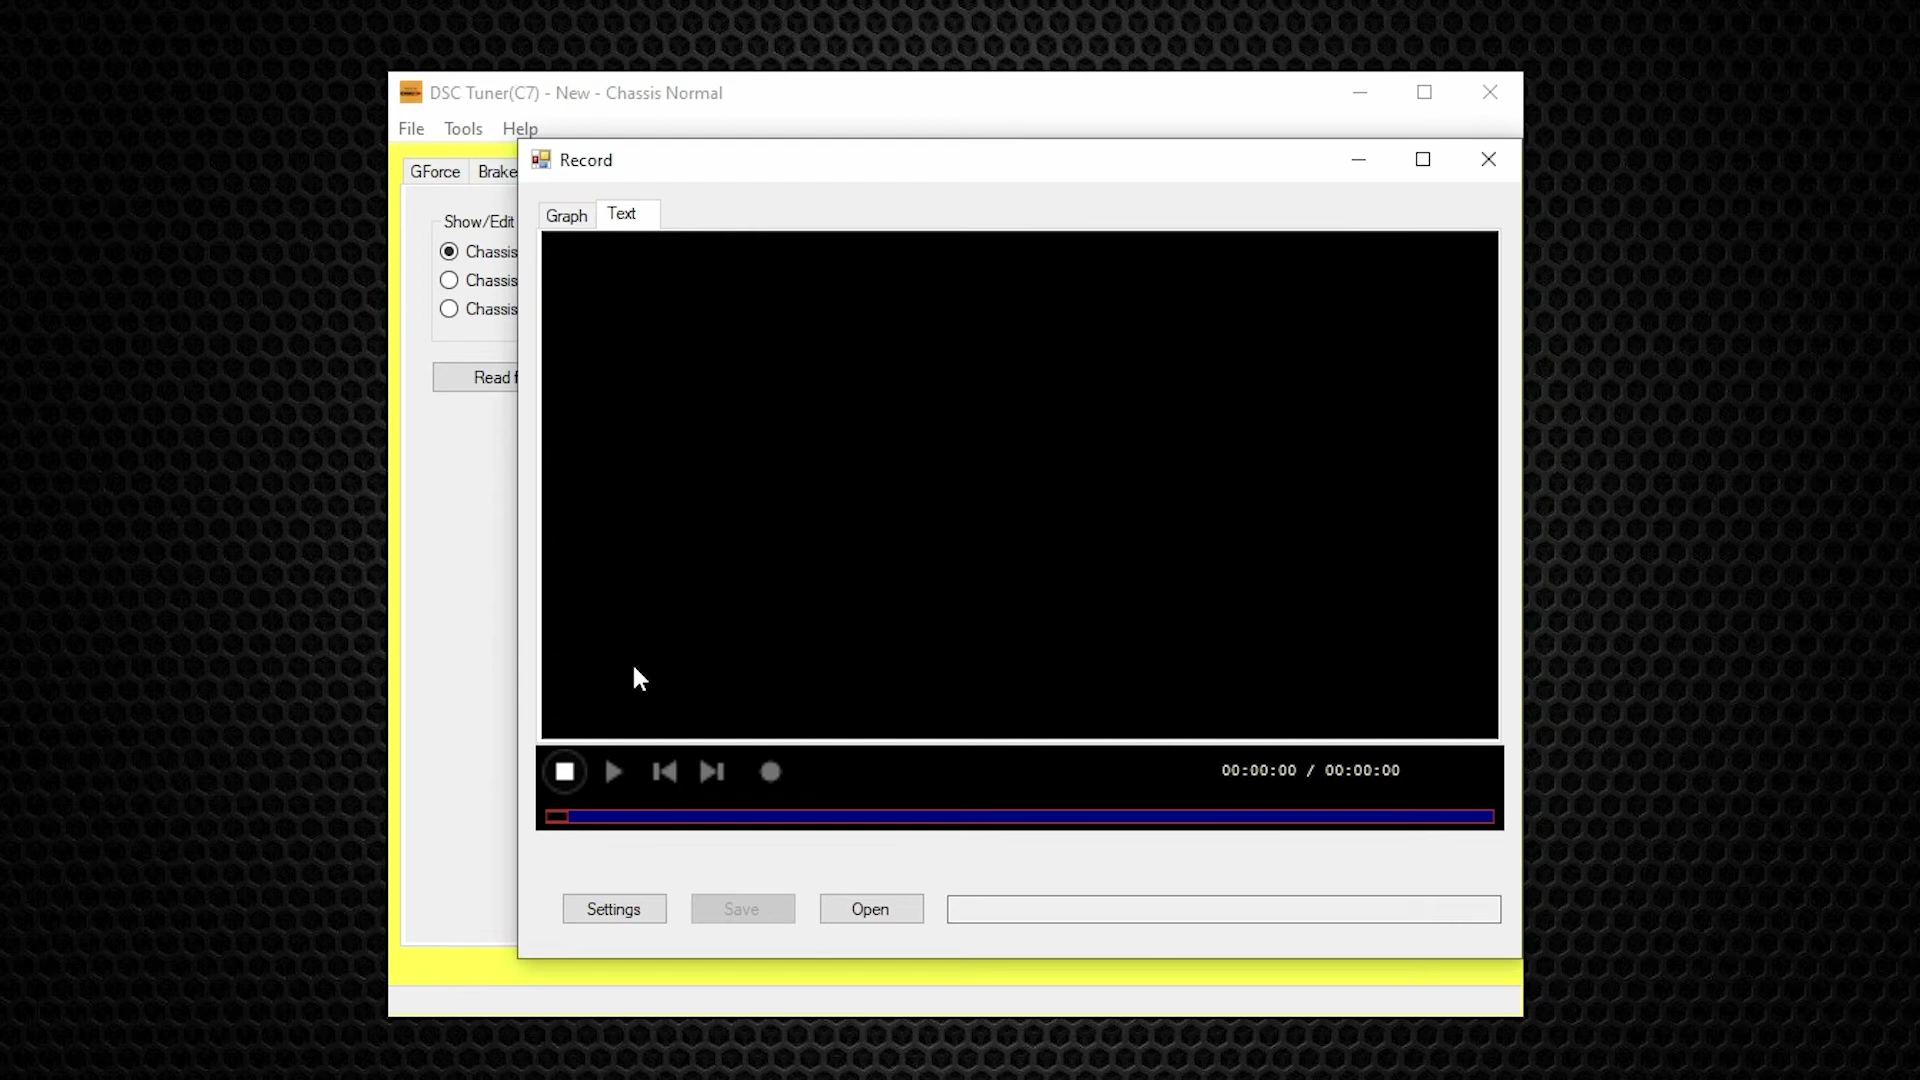 DSC Tuner(C7) - New - Chassis Normal
File Tools Help
GForce Brake
Record
Graph Text
Show/Edit
Chassis
Chassis
Chassis
Read f
00:00:00 / 00:00:00
Settings Save Open